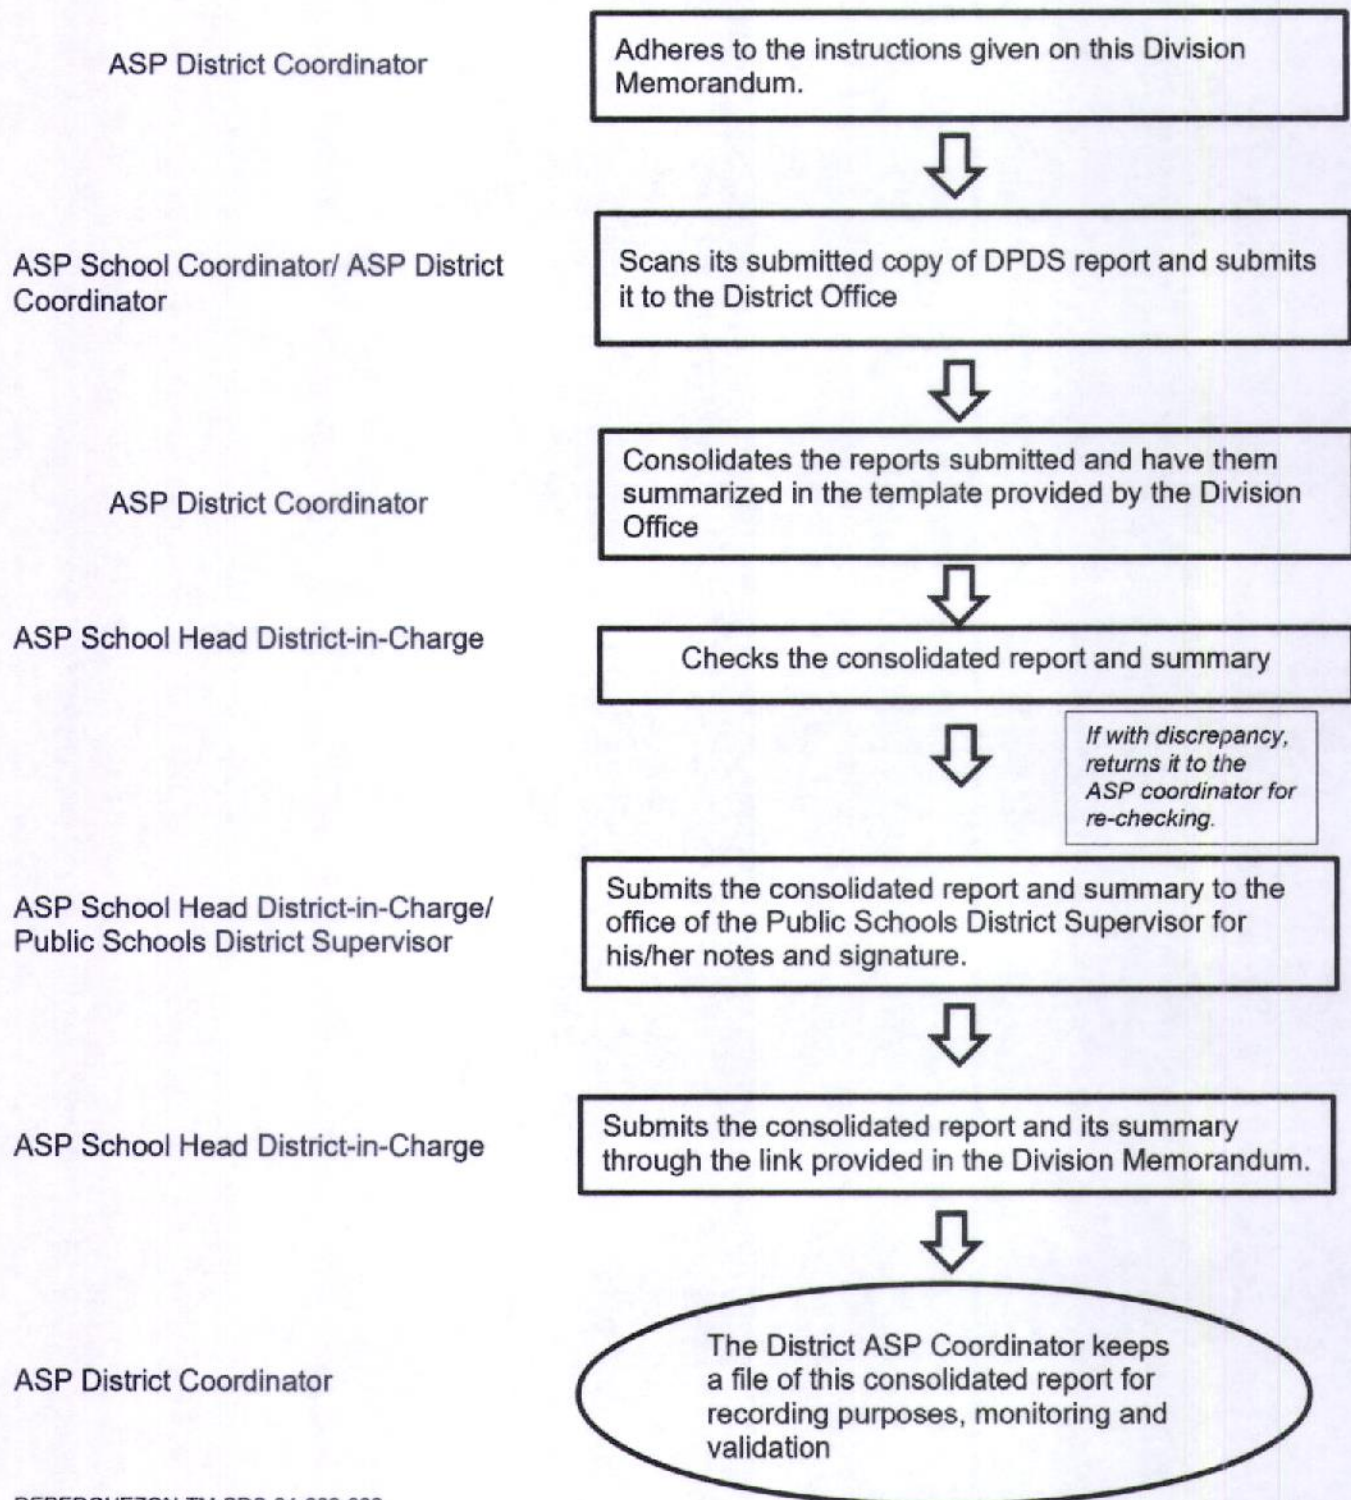 ASP District Coordinator
Adheres to the instructions given on this Division
Memorandum.
ASP School Coordinator/ ASP District
Coordinator
Scans its submitted copy of DPDS report and submits
it to the District Office
ASP District Coordinator
Consolidates the reports submitted and have them
summarized in the template provided by the Division
Office
ASP School Head District-in-Charge
Checks the consolidated report and summary
If with discrepancy,
returns it to the
ASP coordinator for
re-checking.
ASP School Head District-in-Charge/
Public Schools District Supervisor
Submits the consolidated report and summary to the
office of the Public Schools District Supervisor for
his/her notes and signature.
ASP School Head District-in-Charge
Submits the consolidated report and its summary
through the link provided in the Division Memorandum.
ASP District Coordinator
The District ASP Coordinator keeps
a file of this consolidated report for
recording purposes, monitoring and
validation